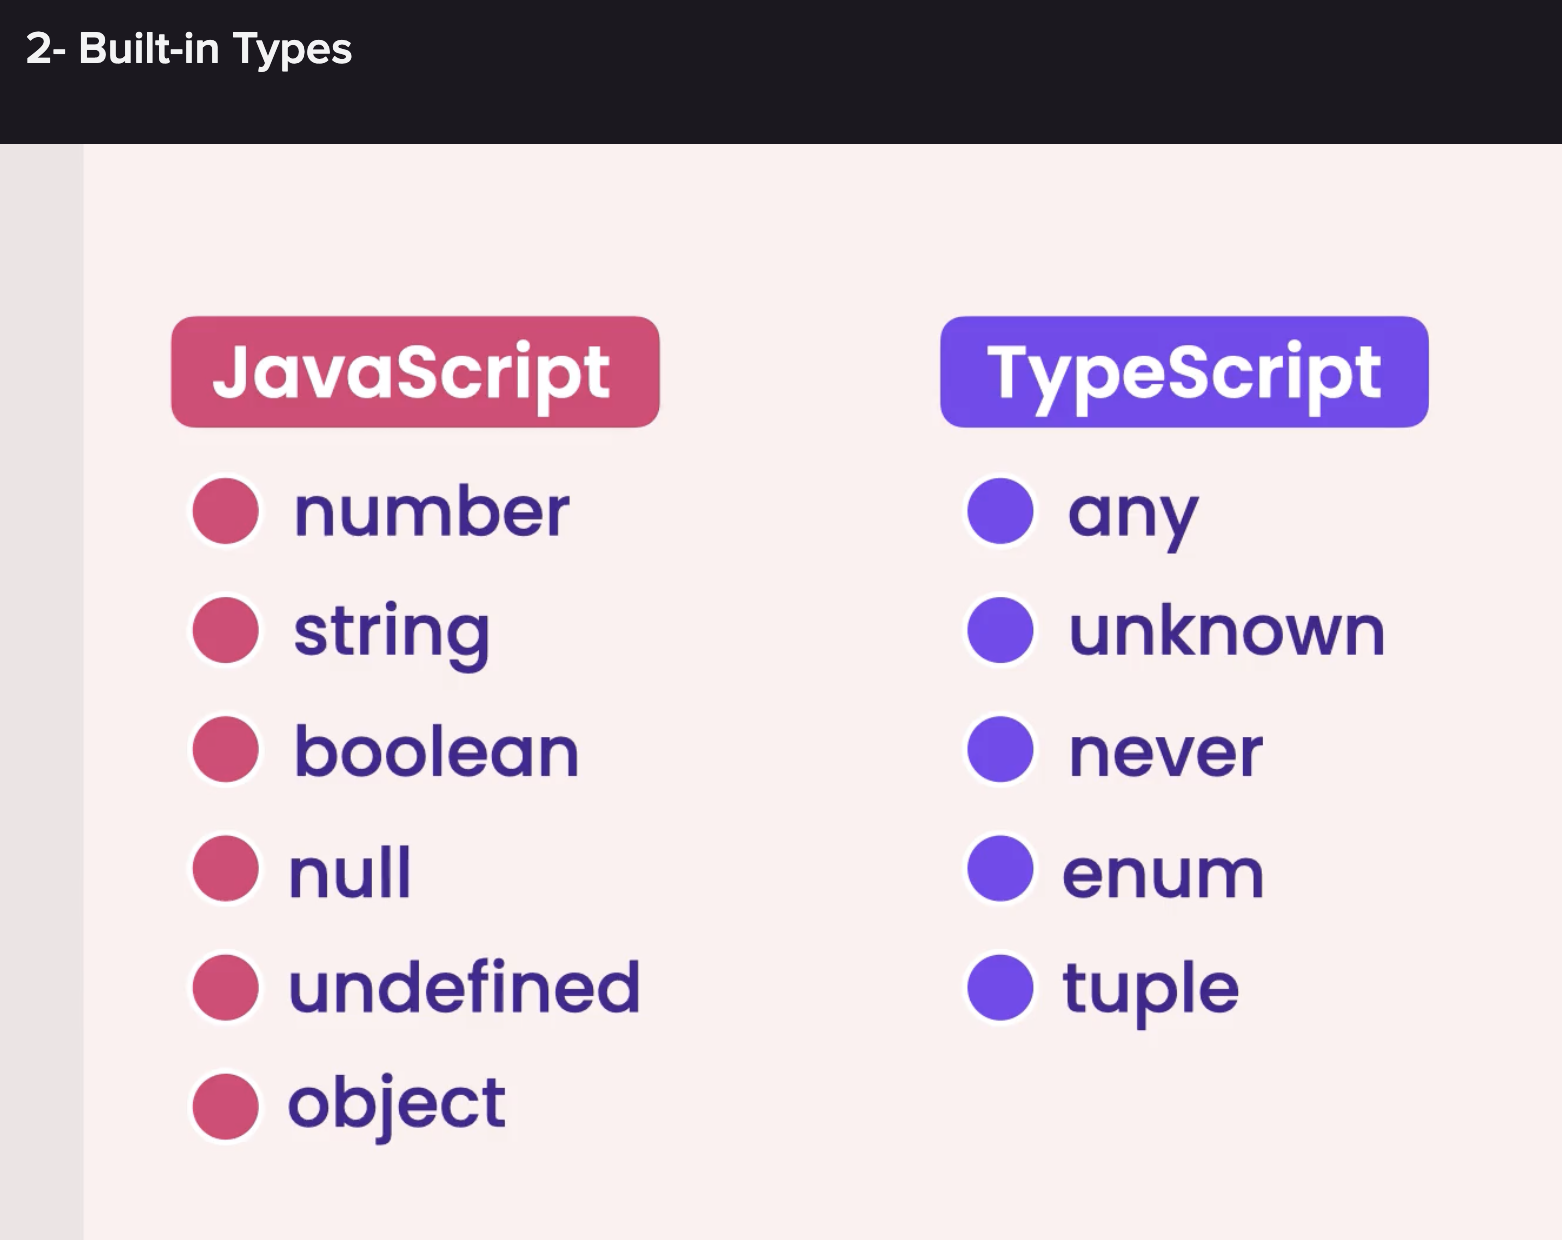 2- Built-in Types
JavaScript
number
string
boolean
null
undefined
object
TypeScript
any
unknown
never
enum
tuple